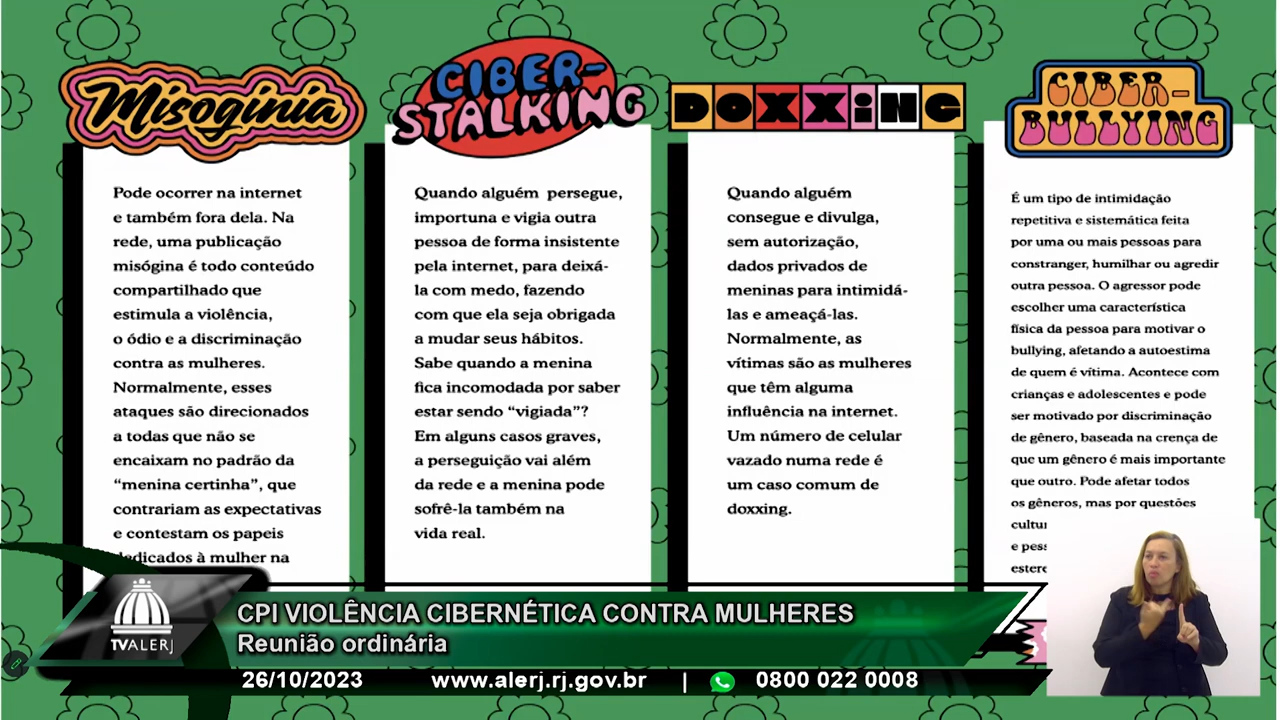 Misoginia
Pode ocorrer na internet
e também fora dela. Na
rede, uma publicação
misógina é todo conteúdo
compartilhado que
estimula a violência,
o ódio e a discriminação
contra as mulheres.
Normalmente, esses
ataques são direcionados
a todas que não se
encaixam no padrão da
“menina certinha”, que
contrariam as expectativas
e contestam os papeis
dedicados à mulher na
CIBER-
STALKING
Quando alguém persegue,
importuna e vigia outra
pessoa de forma insistente
pela internet, para deixá-
la com medo, fazendo
com que ela seja obrigada
a mudar seus hábitos.
Sabe quando a menina
fica incomodada por saber
estar sendo “vigiada”?
Em alguns casos graves,
a perseguição vai além
da rede e a menina pode
sofrê-la também na
vida real.
DOXXiNG
Quando alguém
consegue e divulga,
sem autorização,
dados privados de
meninas para intimidá-
las e ameaçá-las.
Normalmente, as
vítimas são as mulheres
que têm alguma
influência na internet.
Um número de celular
vazado numa rede é
um caso comum de
doxxing.
CIBER-
BULLYING
É um tipo de intimidação
repetitiva e sistemática feita
por uma ou mais pessoas para
constranger, humilhar ou agredir
outra pessoa. O agressor pode
escolher uma característica
física da pessoa para motivar o
bullying, afetando a autoestima
de quem é vítima. Acontece com
crianças e adolescentes e pode
ser motivado por discriminação
de gênero, baseada na crença de
que um gênero é mais importante
que outro. Pode afetar todos
os gêneros, mas por questões
e
TVALERJ
CPI VIOLÊNCIA CIBERNÉTICA CONTRA MULHERES
Reunião ordinária
26/10/2023 www.alerj.rj.gov.br | 0800 022 0008